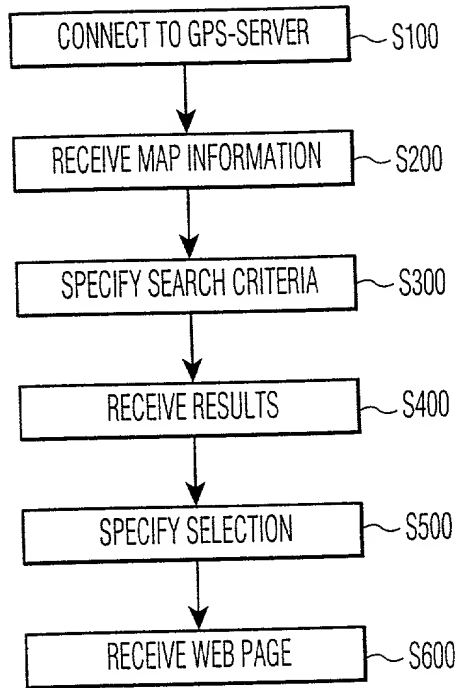 CONNECT TO GPS-SERVER S100
RECEIVE MAP INFORMATION S200
SPECIFY SEARCH CRITERIA S300
RECEIVE RESULTS S400
SPECIFY SELECTION S500
RECEIVE WEB PAGE S600